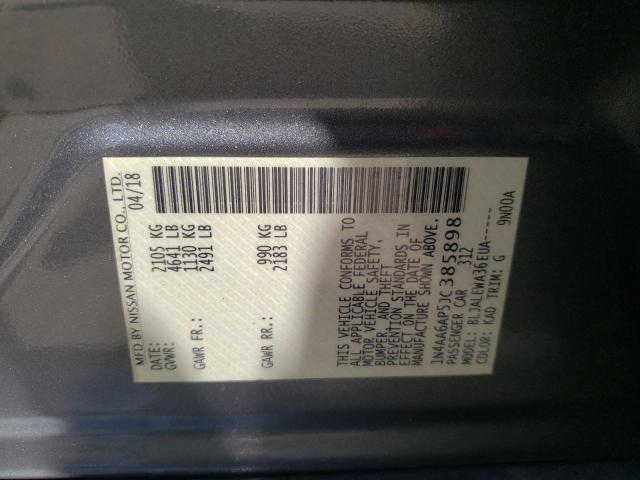 MFD BY NISSAN MOTOR CO., LTD.
DATE: 04/18
GVWR: 2105 KG
4641 LB
GAWR FR: 1130 KG
2491 LB
GAWR RR: 990 KG
2183 LB
THIS VEHICLE CONFORMS TO
ALL APPLICABLE FEDERAL
MOTOR VEHICLE SAFETY,
BUMPER, AND THEFT
PREVENTION STANDARDS IN
EFFECT ON THE DATE OF
MANUFACTURE SHOWN ABOVE.
1N4AA6AP5JC385898
PASSENGER CAR 312
MODEL: BLJALEWA36EUA-----
COLOR: KAD TRIM: G 9N00A